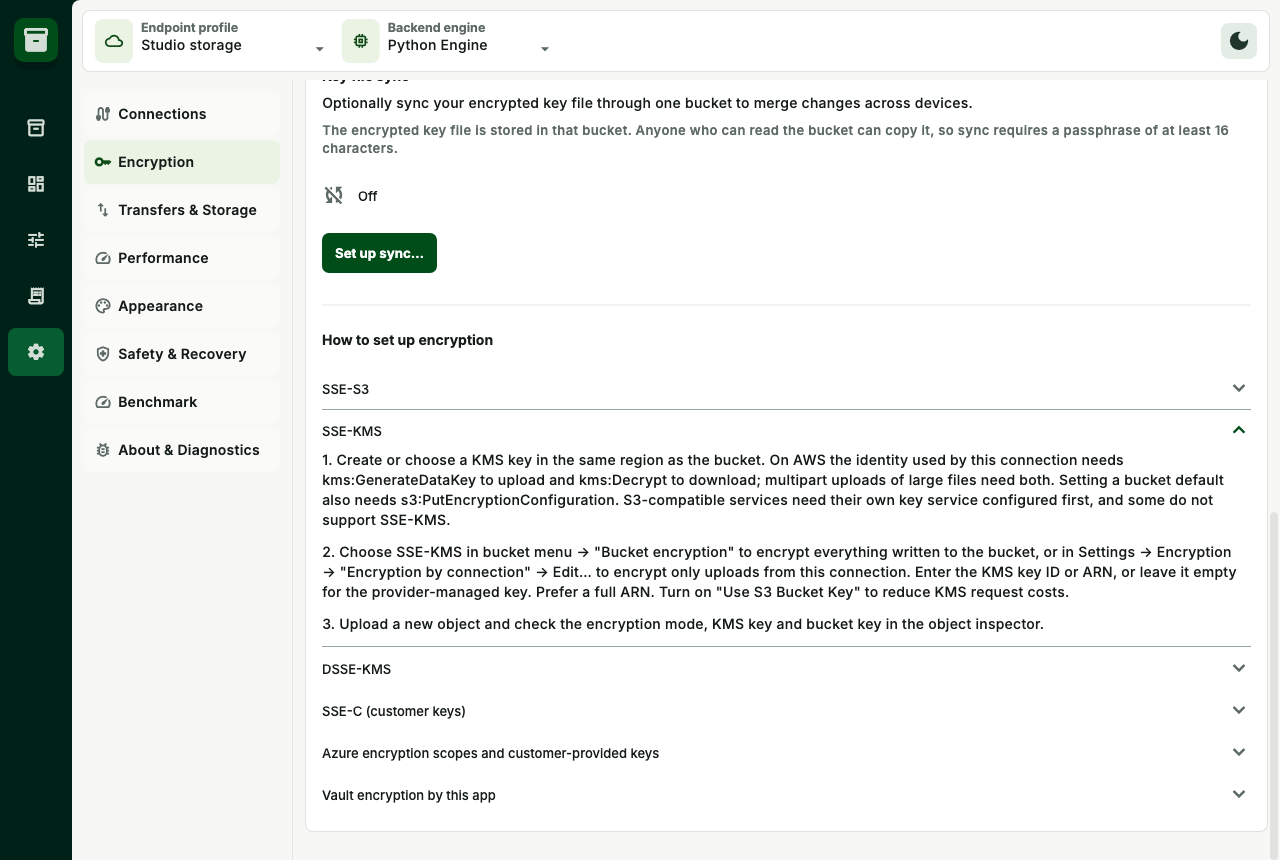 Endpoint profile
Studio storage
Backend engine
Python Engine
Connections
Encryption
Transfers & Storage
Performance
Appearance
Safety & Recovery
Benchmark
About & Diagnostics
Key file sync
Optionally sync your encrypted key file through one bucket to merge changes across devices.
The encrypted key file is stored in that bucket. Anyone who can read the bucket can copy it, so sync requires a passphrase of at least 16
characters.
Off
Set up sync...
How to set up encryption
SSE-S3
SSE-KMS
1. Create or choose a KMS key in the same region as the bucket. On AWS the identity used by this connection needs
kms:GenerateDataKey to upload and kms:Decrypt to download; multipart uploads of large files need both. Setting a bucket default
also needs s3:PutEncryptionConfiguration. S3-compatible services need their own key service configured first, and some do not
support SSE-KMS.
2. Choose SSE-KMS in bucket menu → "Bucket encryption" to encrypt everything written to the bucket, or in Settings → Encryption
→ "Encryption by connection" → Edit... to encrypt only uploads from this connection. Enter the KMS key ID or ARN, or leave it empty
for the provider-managed key. Prefer a full ARN. Turn on "Use S3 Bucket Key" to reduce KMS request costs.
3. Upload a new object and check the encryption mode, KMS key and bucket key in the object inspector.
DSSE-KMS
SSE-C (customer keys)
Azure encryption scopes and customer-provided keys
Vault encryption by this app